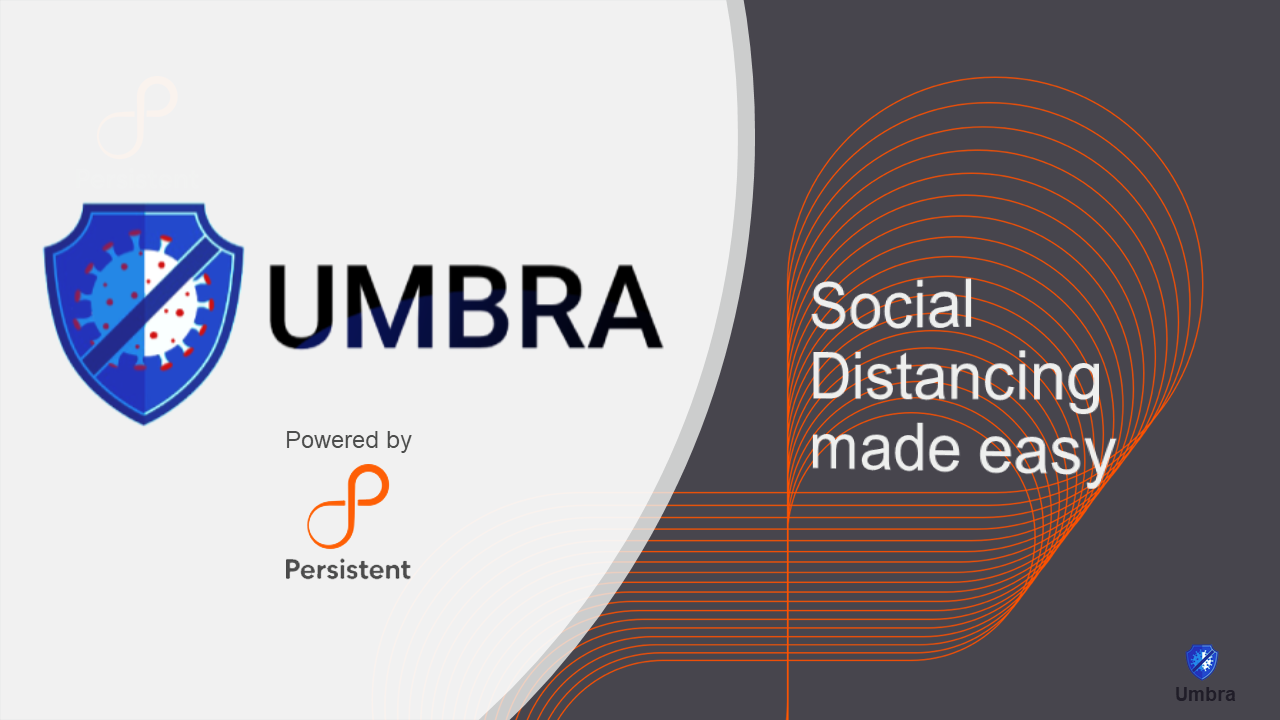 UMBRA
Powered by
Persistent
Social
Distancing
made easy
Umbra